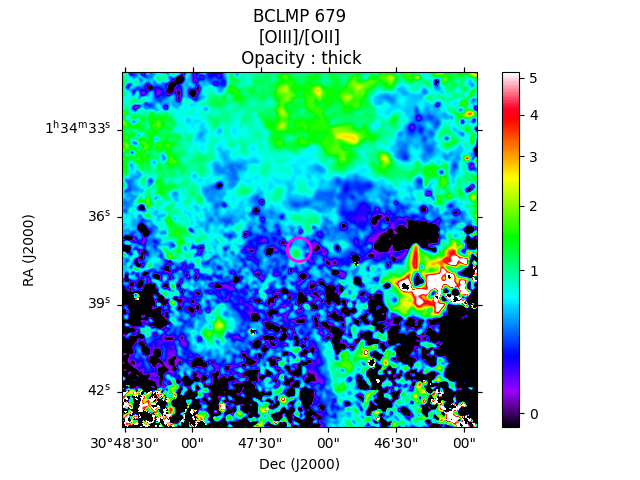 BCLMP 679
[OIII]/[OII]
Opacity : thick
1ʰ34ᵐ33ˢ
36ˢ
39ˢ
42ˢ
RA (J2000)
30°48'30" 00" 47'30" 00" 46'30" 00"
Dec (J2000)
5
4
3
2
1
0